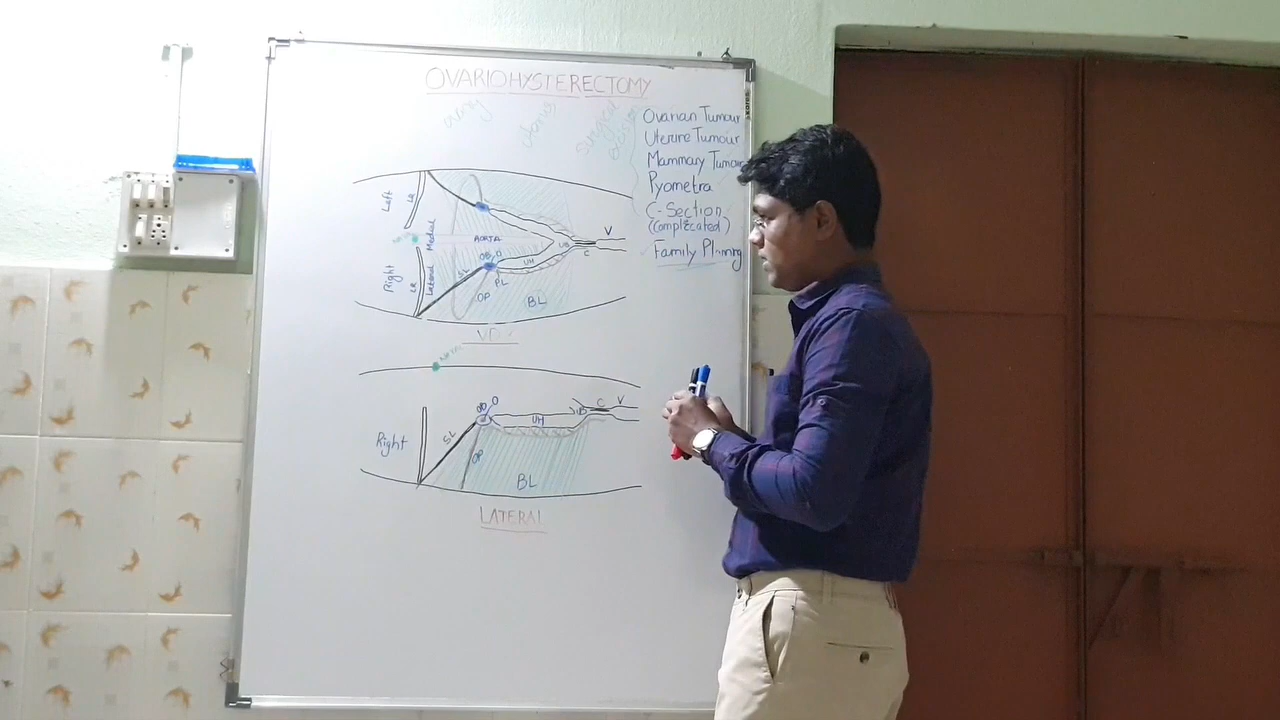 OVARIOHYSTERECTOMY
Ovarian Tumour
Uterine Tumour
Mammary Tumour
Pyometra
C-Section
(Complicated)
Family Planning
Left
LR
Medial
AORTA
V
UB
C
OB
O
UH
SL
PL
OP
BL
Right
LR
Lateral
O
OB
C
V
UB
UH
Right
SL
OP
BL
LATERAL